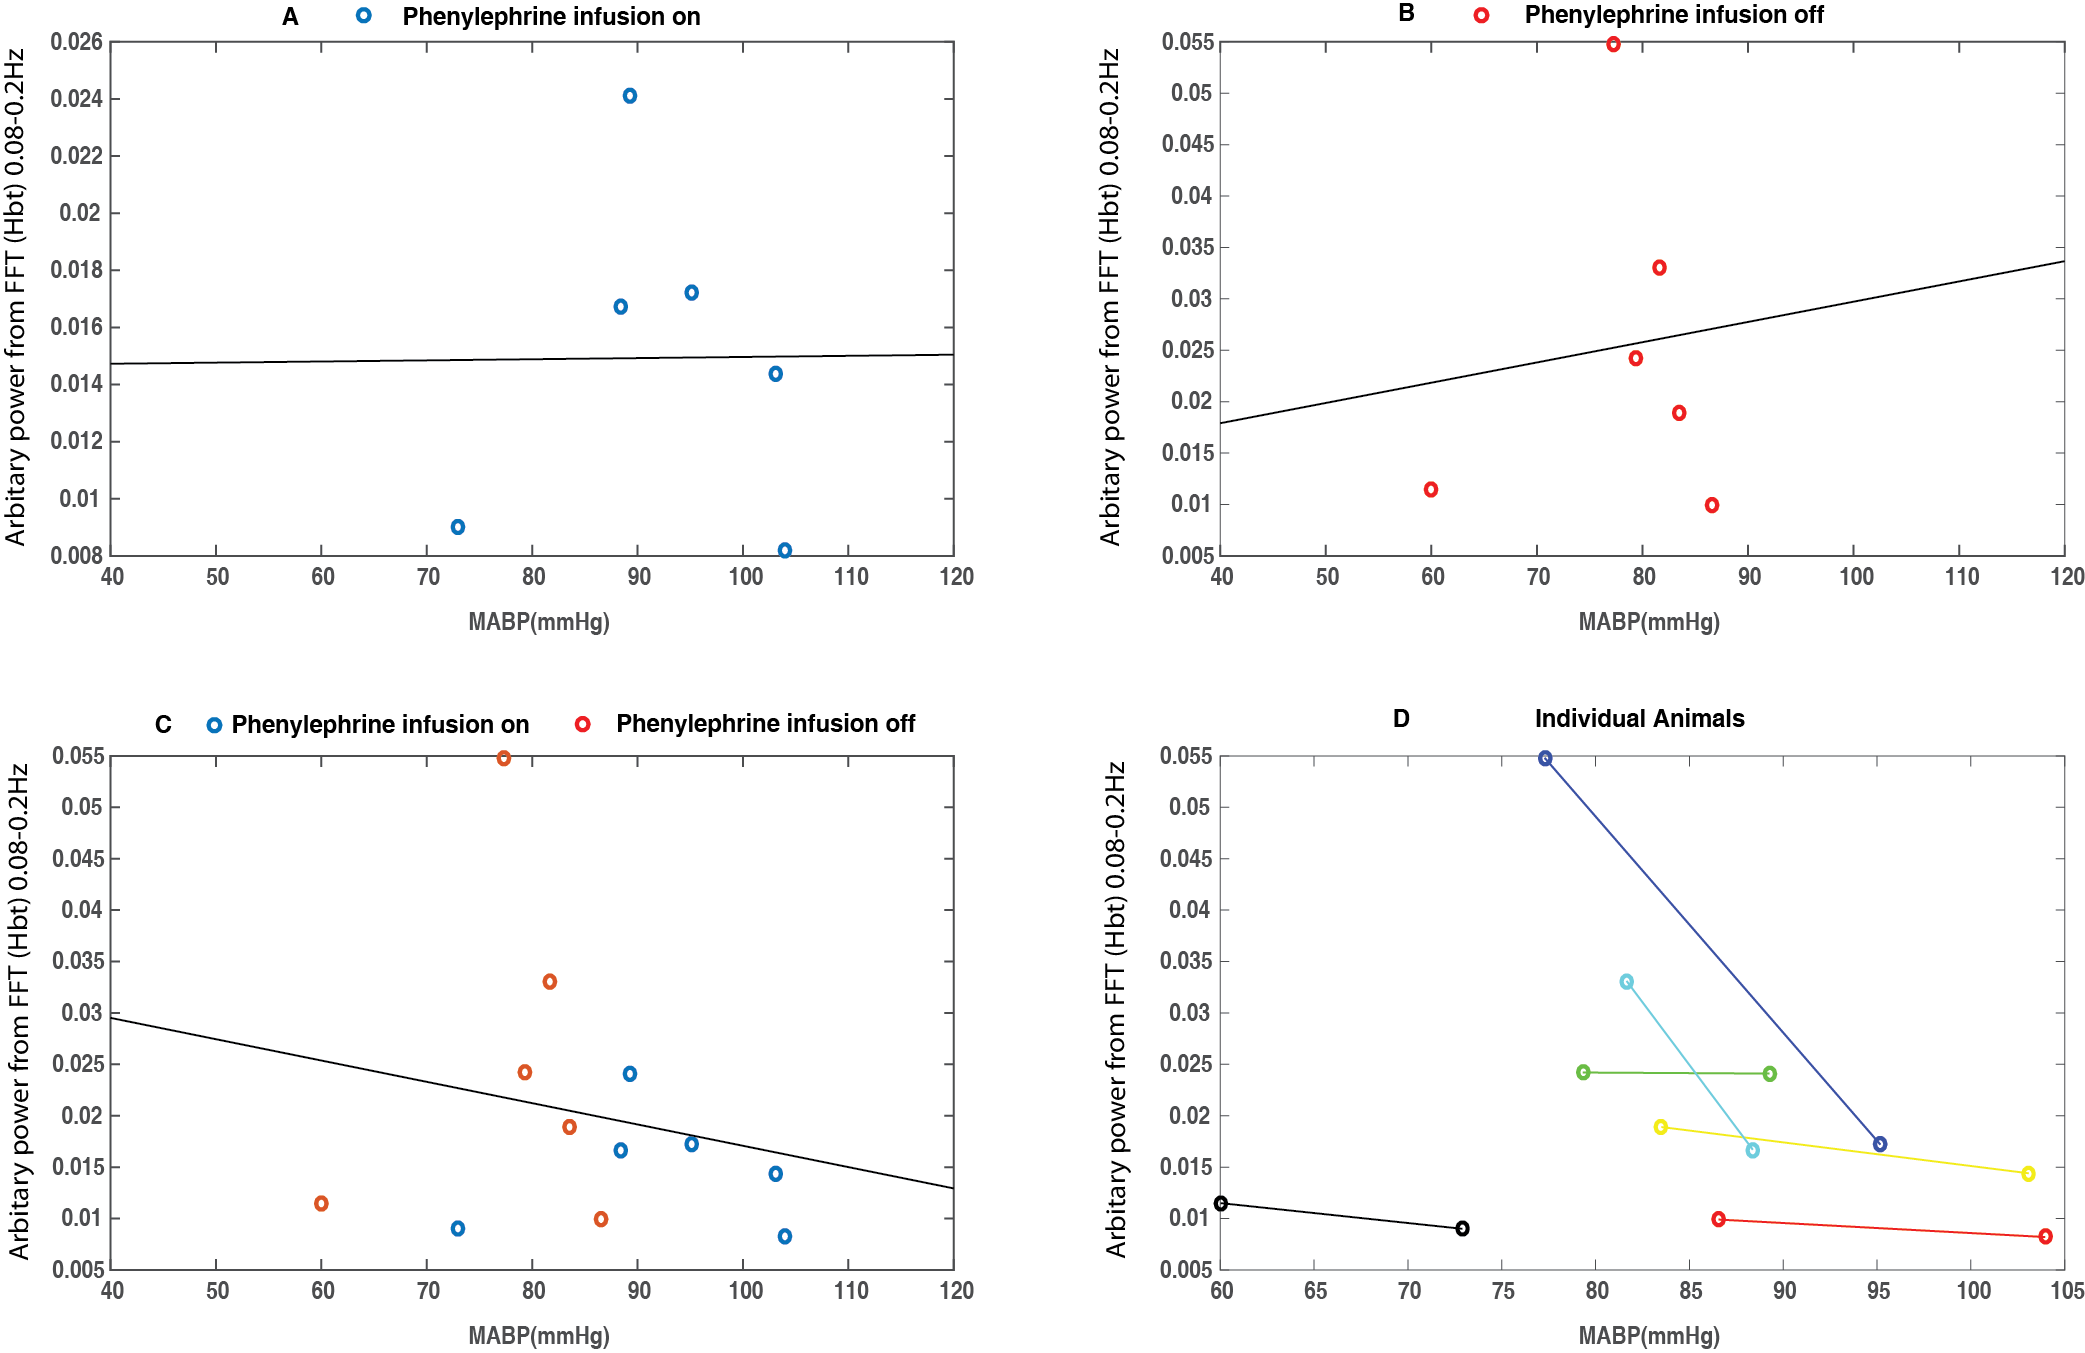 A Phenylephrine infusion on
0.026
0.024
0.022
0.02
0.018
0.016
0.014
0.012
0.01
0.008
Arbitary power from FFT (Hbt) 0.08-0.2Hz
40 50 60 70 80 90 100 110 120
MABP(mmHg)
B Phenylephrine infusion off
0.055
0.05
0.045
0.04
0.035
0.03
0.025
0.02
0.015
0.01
0.005
Arbitary power from FFT (Hbt) 0.08-0.2Hz
40 50 60 70 80 90 100 110 120
MABP(mmHg)
C Phenylephrine infusion on Phenylephrine infusion off
0.055
0.05
0.045
0.04
0.035
0.03
0.025
0.02
0.015
0.01
0.005
Arbitary power from FFT (Hbt) 0.08-0.2Hz
40 50 60 70 80 90 100 110 120
MABP(mmHg)
D Individual Animals
0.055
0.05
0.045
0.04
0.035
0.03
0.025
0.02
0.015
0.01
0.005
Arbitary power from FFT (Hbt) 0.08-0.2Hz
60 65 70 75 80 85 90 95 100 105
MABP(mmHg)